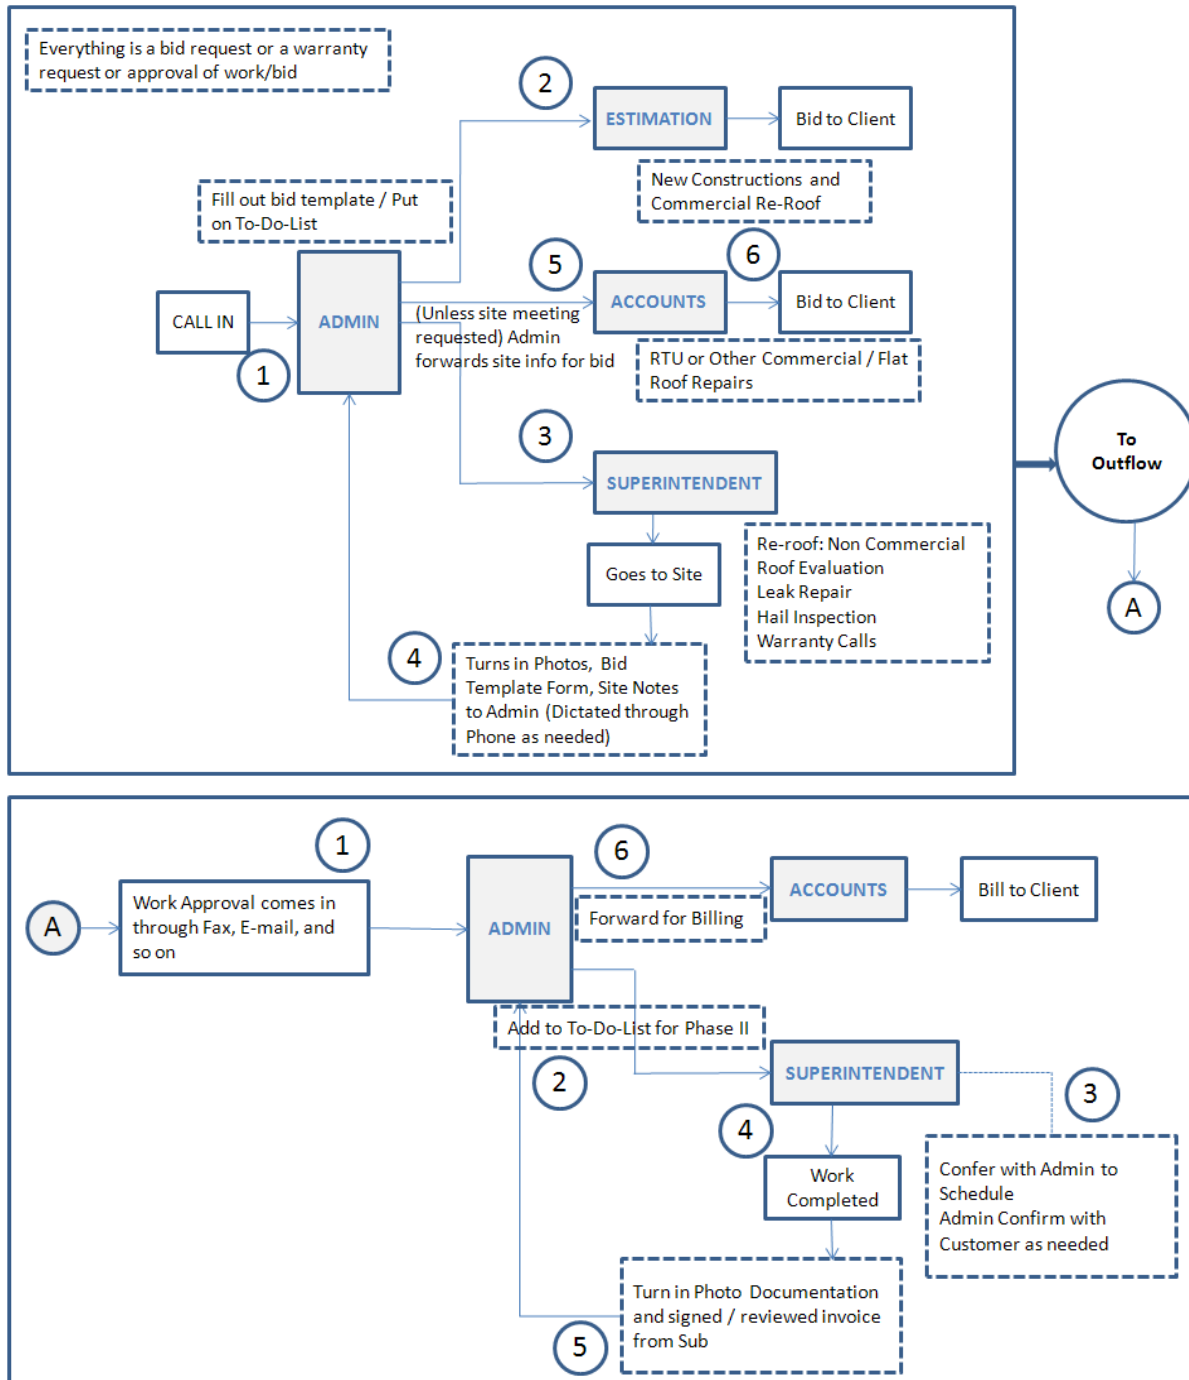 Everything is a bid request or a warranty
request or approval of work/bid
2
ESTIMATION
Bid to Client
New Constructions and
Commercial Re-Roof
Fill out bid template / Put
on To-Do-List
5
6
CALL IN
ADMIN
ACCOUNTS
Bid to Client
(Unless site meeting
requested) Admin
forwards site info for bid
RTU or Other Commercial / Flat
Roof Repairs
1
3
To
Outflow
SUPERINTENDENT
Goes to Site
Re-roof: Non Commercial
Roof Evaluation
Leak Repair
Hail Inspection
Warranty Calls
A
4
Turns in Photos, Bid
Template Form, Site Notes
to Admin (Dictated through
Phone as needed)
1
6
A
Work Approval comes in
through Fax, E-mail, and
so on
ADMIN
ACCOUNTS
Bill to Client
Forward for Billing
Add to To-Do-List for Phase II
2
SUPERINTENDENT
3
4
Work
Completed
Confer with Admin to
Schedule
Admin Confirm with
Customer as needed
Turn in Photo Documentation
and signed / reviewed invoice
from Sub
5